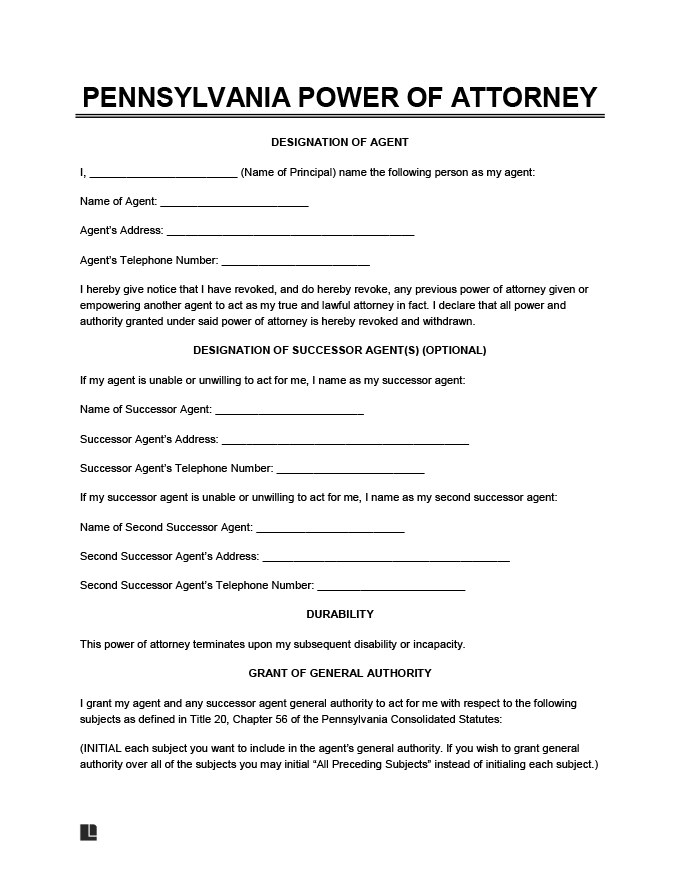 PENNSYLVANIA POWER OF ATTORNEY
DESIGNATION OF AGENT
I, ________________________ (Name of Principal) name the following person as my agent:
Name of Agent: ________________________
Agent’s Address: ________________________________________
Agent’s Telephone Number: ________________________
I hereby give notice that I have revoked, and do hereby revoke, any previous power of attorney given or
empowering another agent to act as my true and lawful attorney in fact. I declare that all power and
authority granted under said power of attorney is hereby revoked and withdrawn.
DESIGNATION OF SUCCESSOR AGENT(S) (OPTIONAL)
If my agent is unable or unwilling to act for me, I name as my successor agent:
Name of Successor Agent: ________________________
Successor Agent’s Address: ________________________________________
Successor Agent’s Telephone Number: ________________________
If my successor agent is unable or unwilling to act for me, I name as my second successor agent:
Name of Second Successor Agent: ________________________
Second Successor Agent’s Address: ________________________________________
Second Successor Agent’s Telephone Number: ________________________
DURABILITY
This power of attorney terminates upon my subsequent disability or incapacity.
GRANT OF GENERAL AUTHORITY
I grant my agent and any successor agent general authority to act for me with respect to the following
subjects as defined in Title 20, Chapter 56 of the Pennsylvania Consolidated Statutes:
(INITIAL each subject you want to include in the agent’s general authority. If you wish to grant general
authority over all of the subjects you may initial “All Preceding Subjects” instead of initialing each subject.)